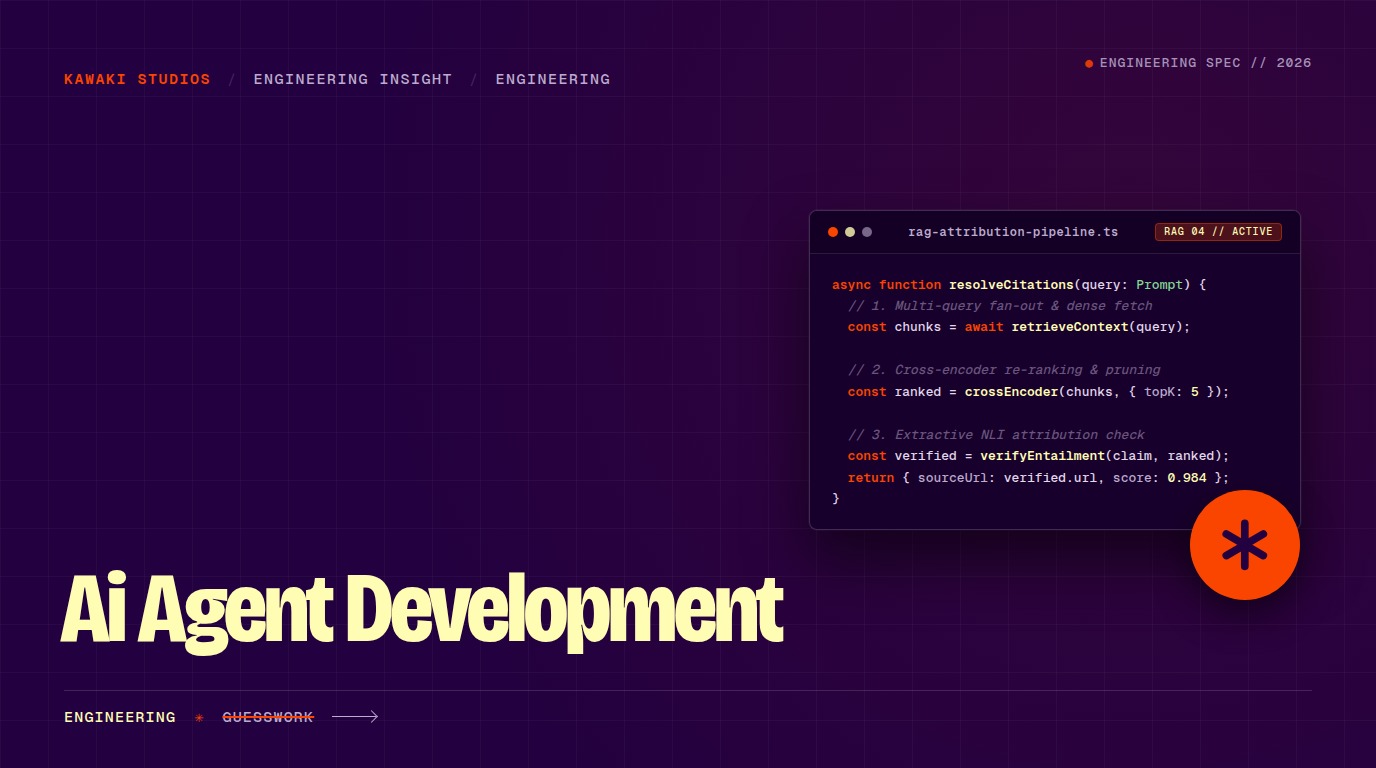 KAWAKI STUDIOS / ENGINEERING INSIGHT / ENGINEERING
ENGINEERING SPEC // 2026
rag-attribution-pipeline.ts
RAG 04 // ACTIVE
async function resolveCitations(query: Prompt) {
  // 1. Multi-query fan-out & dense fetch
  const chunks = await retrieveContext(query);
  // 2. Cross-encoder re-ranking & pruning
  const ranked = crossEncoder(chunks, { topK: 5 });
  // 3. Extractive NLI attribution check
  const verified = verifyEntailment(claim, ranked);
  return { sourceUrl: verified.url, score: 0.984 };
}
Ai Agent Development
ENGINEERING * GUESSWORK